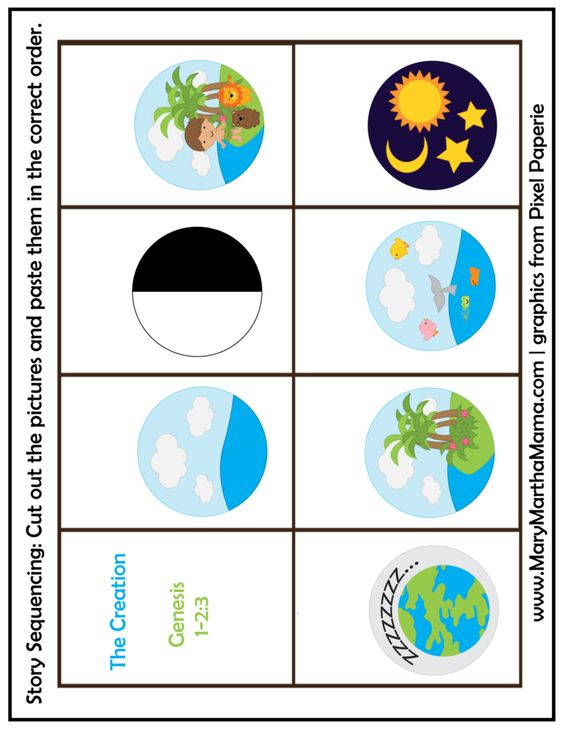 Story Sequencing: Cut out the pictures and paste them in the correct order.
The Creation
Genesis
1-2:3
ZZZZZZZZZ...
www.MaryMarthaMama.com | graphics from Pixel Paperie